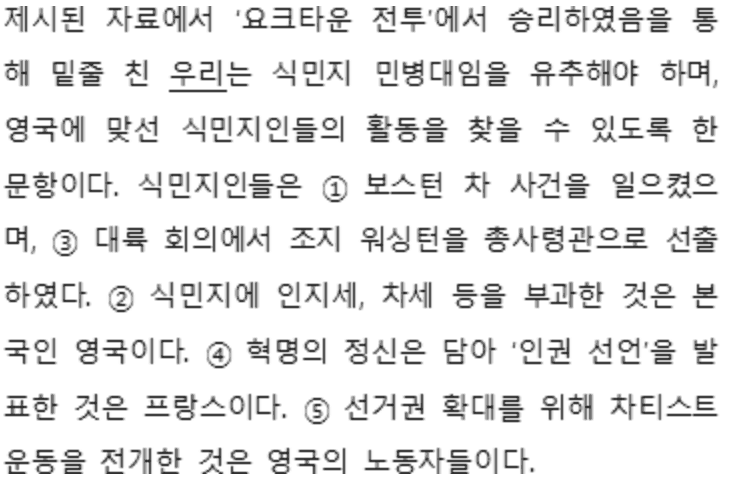 제시된 자료에서 '요크타운 전투'에서 승리하였음을 통
해 밑줄 친 우리는 식민지 민병대임을 유추해야 하며,
영국에 맞선 식민지인들의 활동을 찾을 수 있도록 한
문항이다. 식민지인들은 ① 보스턴 차 사건을 일으켰으
며, ③ 대륙 회의에서 조지 워싱턴을 총사령관으로 선출
하였다. ② 식민지에 인지세, 차세 등을 부과한 것은 본
국인 영국이다. ④ 혁명의 정신은 담아 '인권 선언'을 발
표한 것은 프랑스이다. ⑤ 선거권 확대를 위해 차티스트
운동을 전개한 것은 영국의 노동자들이다.